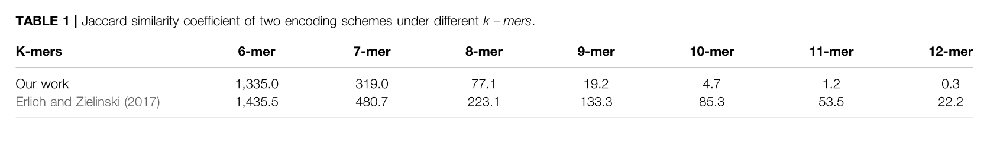 TABLE 1 | Jaccard similarity coefficient of two encoding schemes under different k – mers.
K-mers 6-mer 7-mer 8-mer 9-mer 10-mer 11-mer 12-mer
Our work 1,335.0 319.0 77.1 19.2 4.7 1.2 0.3
Erlich and Zielinski (2017) 1,435.5 480.7 223.1 133.3 85.3 53.5 22.2